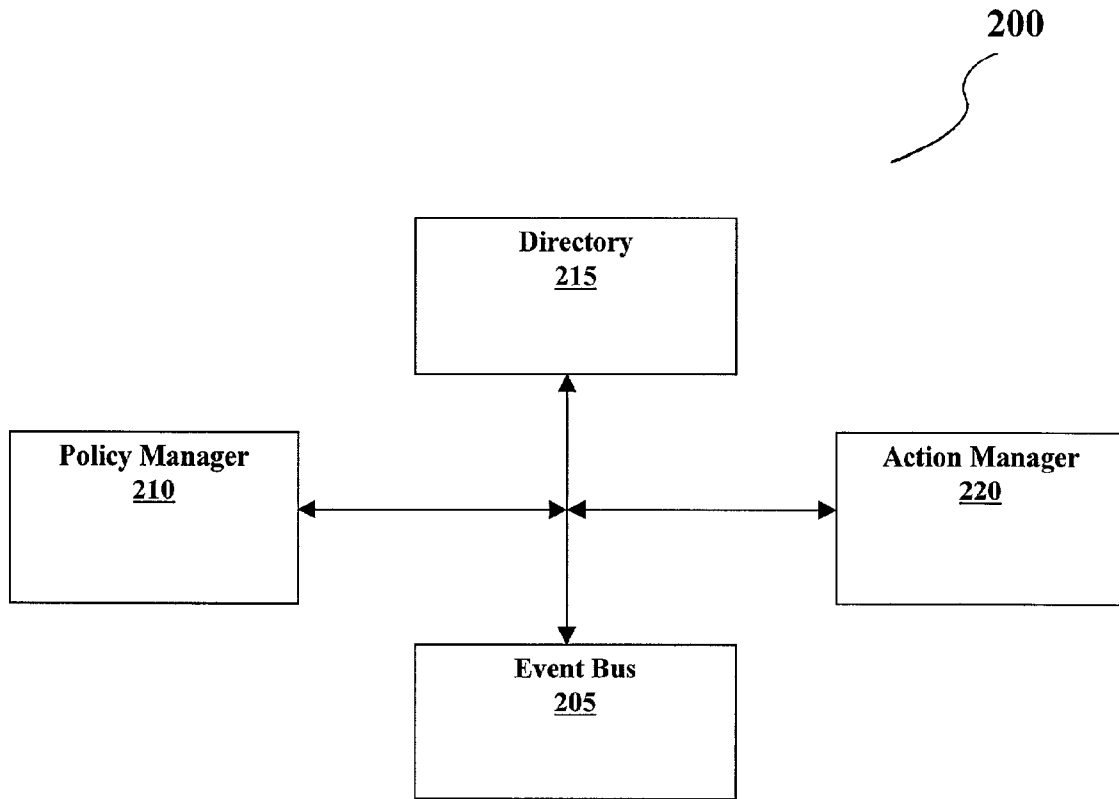 200
Directory
215
Policy Manager
210
Action Manager
220
Event Bus
205